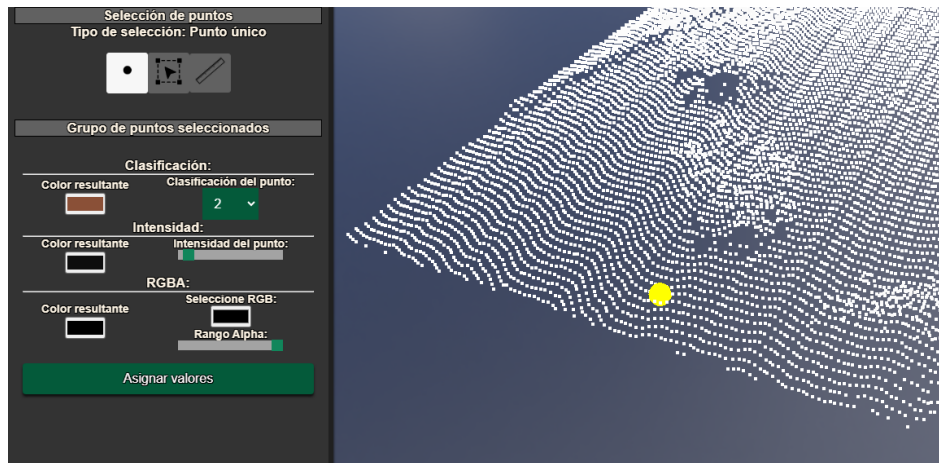 Selección de puntos
Tipo de selección: Punto único
Grupo de puntos seleccionados
Clasificación:
Color resultante
Clasificación del punto:
2
Intensidad:
Color resultante
Intensidad del punto:
RGBA:
Color resultante
Seleccione RGB:
Rango Alpha:
Asignar valores